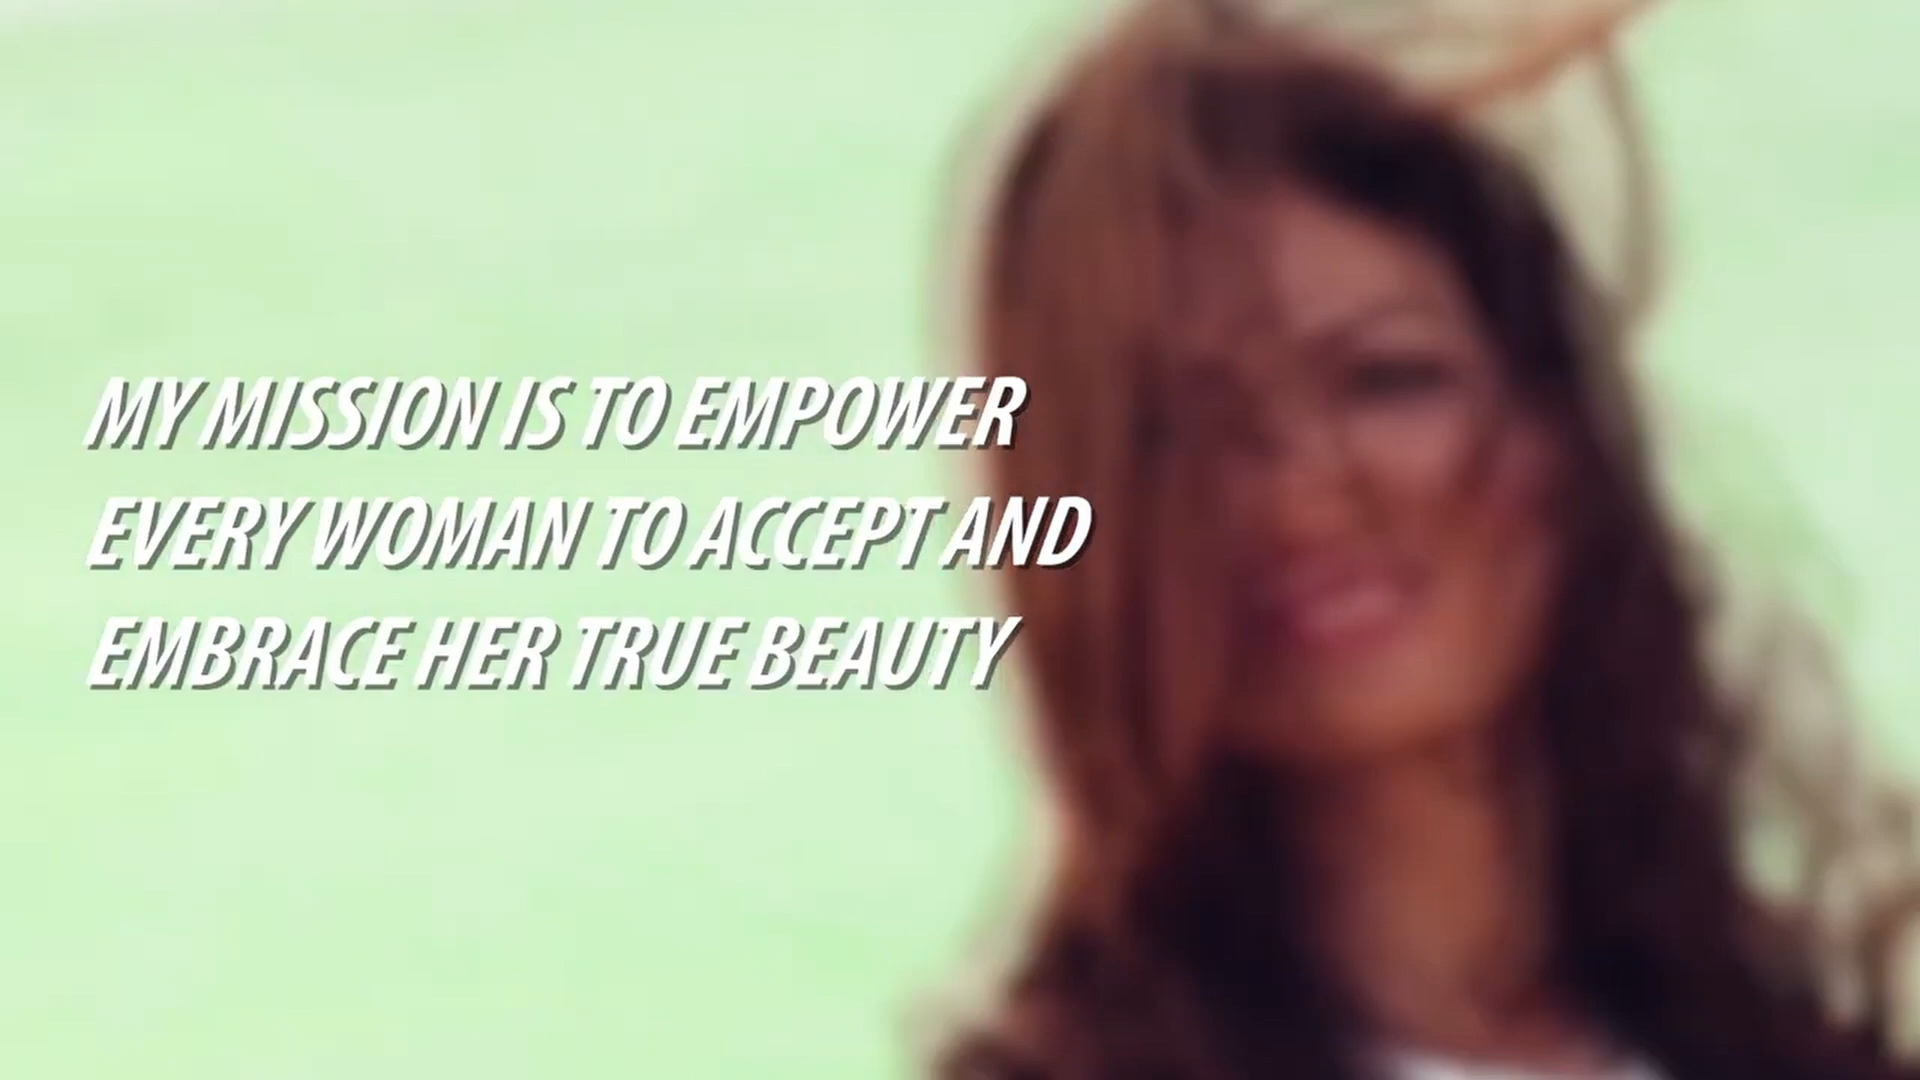 MY MISSION IS TO EMPOWER
EVERY WOMAN TO ACCEPT AND
EMBRACE HER TRUE BEAUTY